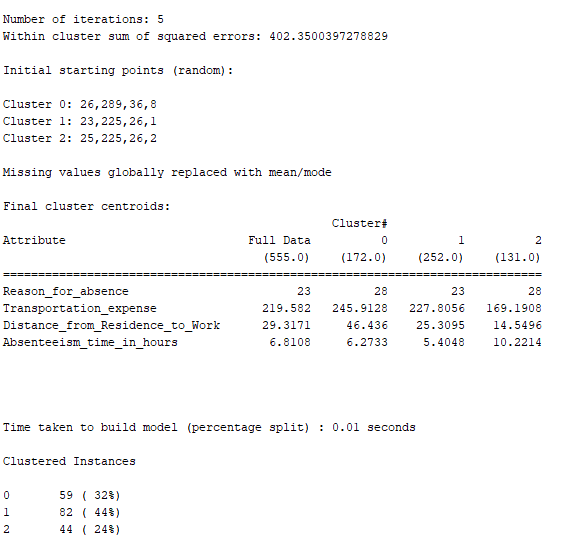 Number of iterations: 5
Within cluster sum of squared errors: 402.3500397278829
Initial starting points (random):
Cluster 0: 26,289,36,8
Cluster 1: 23,225,26,1
Cluster 2: 25,225,26,2
Missing values globally replaced with mean/mode
Final cluster centroids:
Cluster#
Attribute Full Data 0 1 2
(555.0) (172.0) (252.0) (131.0)
================================================================================
Reason_for_absence 23 28 23 28
Transportation_expense 219.582 245.9128 227.8056 169.1908
Distance_from_Residence_to_Work 29.3171 46.436 25.3095 14.5496
Absenteeism_time_in_hours 6.8108 6.2733 5.4048 10.2214
Time taken to build model (percentage split) : 0.01 seconds
Clustered Instances
0 59 ( 32%)
1 82 ( 44%)
2 44 ( 24%)